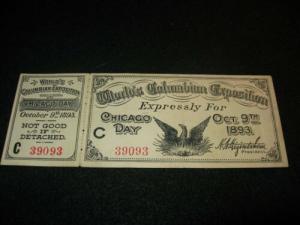 WORLD'S
COLUMBIAN EXPOSITION
CHICAGO DAY
October 9th 1893.
NOT GOOD
IF
DETACHED.
C 39093
World's Columbian Exposition
Expressly For
CHICAGO DAY
OCT. 9TH 1893.
C
39093
PRESIDENT.